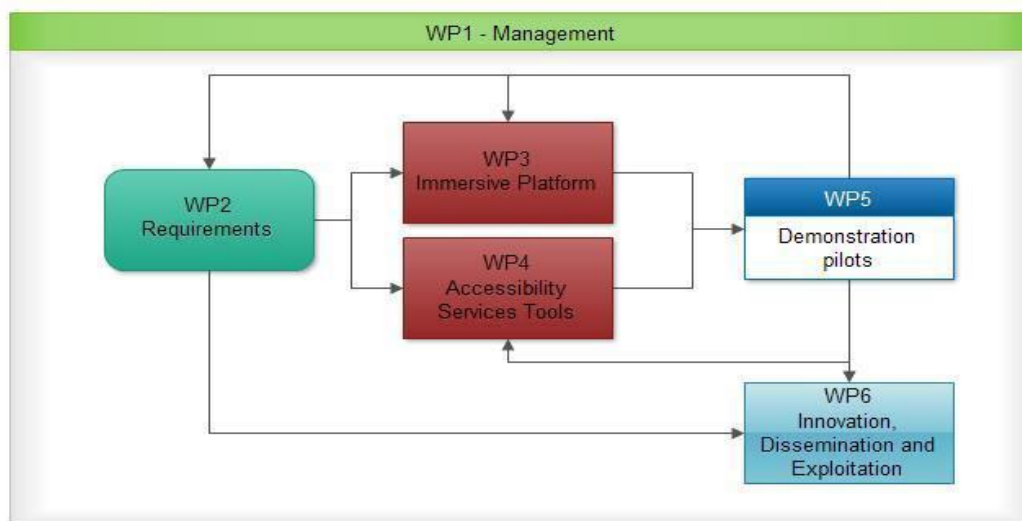 WP1 - Management
WP2
Requirements
WP3
Immersive Platform
WP4
Accessibility
Services Tools
WP5
Demonstration
pilots
WP6
Innovation,
Dissemination and
Exploitation